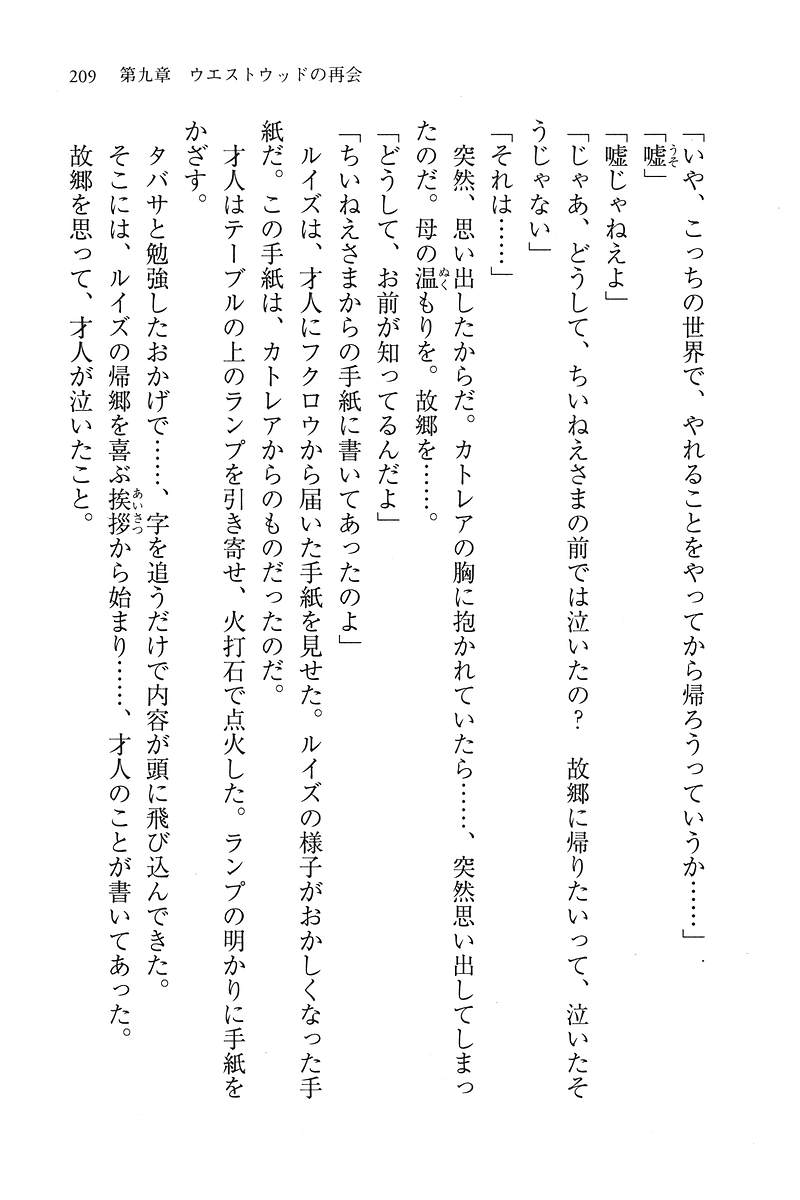 209 第九章 ウエストウッドの再会
「いや、こっちの世界で、やれることをやってから帰ろうっていうか……」
「嘘」
「嘘じゃねえよ」
「じゃあ、どうして、ちいねえさまの前では泣いたの? 故郷に帰りたいって、泣いたそ
うじゃない」
「それは……」
突然、思い出したからだ。カトレアの胸に抱かれていたら……、突然思い出してしまっ
たのだ。母の温もりを。故郷を……。
「どうして、お前が知ってるんだよ」
「ちいねえさまからの手紙に書いてあったのよ」
ルイズは、才人にフクロウから届いた手紙を見せた。ルイズの様子がおかしくなった手
紙だ。この手紙は、カトレアからのものだったのだ。
才人はテーブルの上のランプを引き寄せ、火打石で点火した。ランプの明かりに手紙を
かざす。
タバサと勉強したおかげで……、字を追うだけで内容が頭に飛び込んできた。
そこには、ルイズの帰郷を喜ぶ挨拶から始まり……、才人のことが書いてあった。
故郷を思って、才人が泣いたこと。